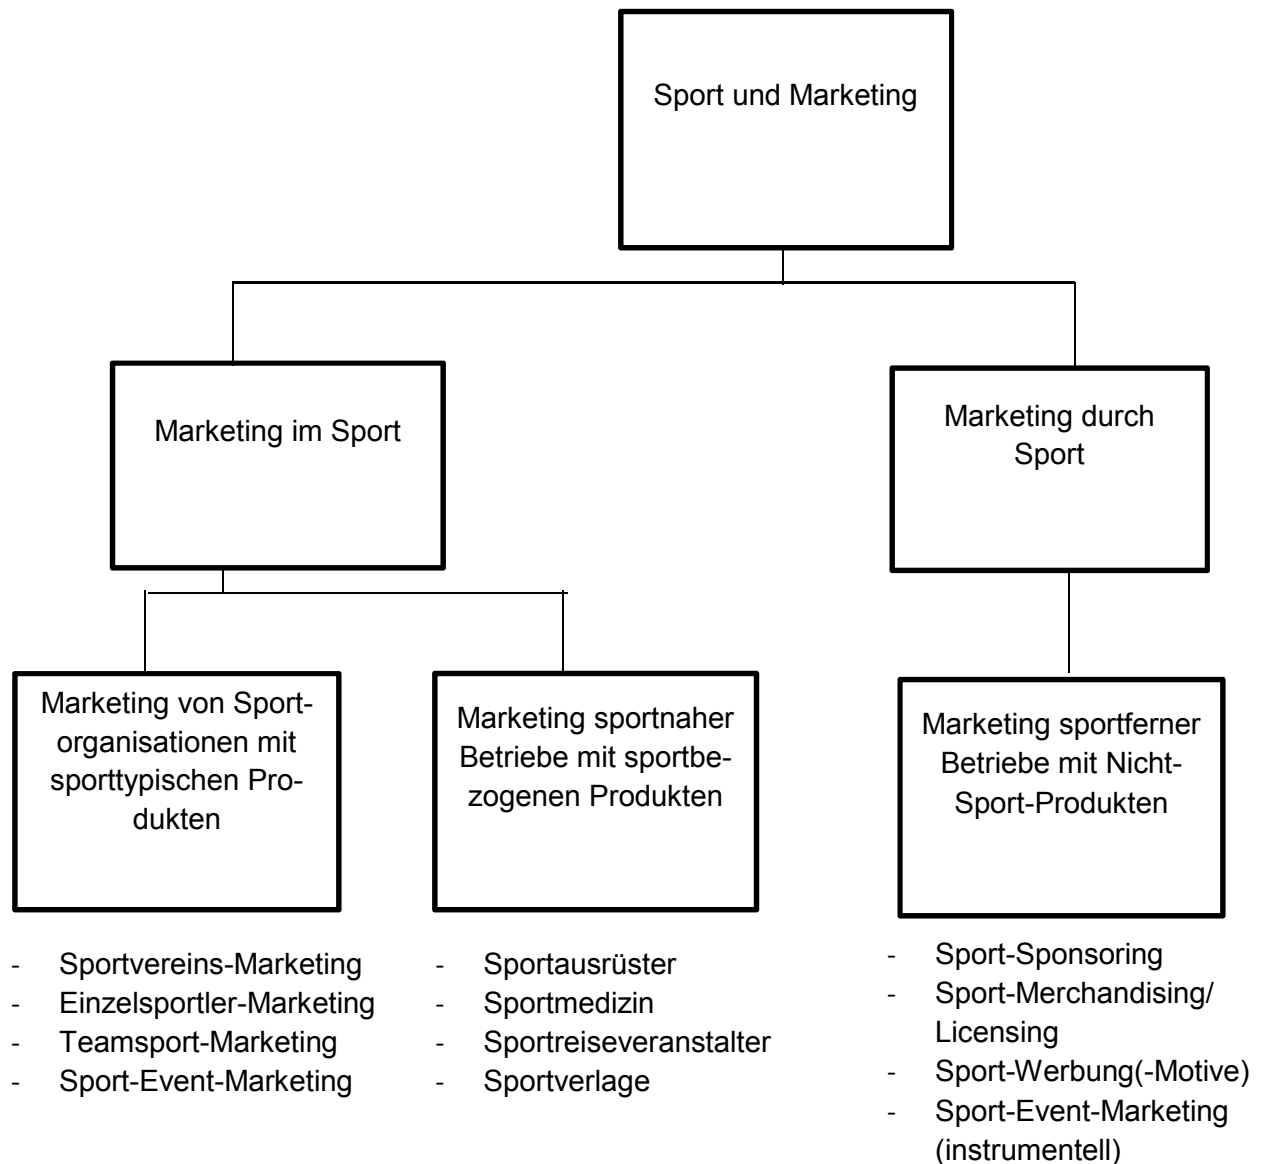 Sport und Marketing
Marketing im Sport
Marketing durch
Sport
Marketing von Sport-
organisationen mit
sporttypischen Pro-
dukten
Marketing sportnaher
Betriebe mit sportbe-
zogenen Produkten
Marketing sportferner
Betriebe mit Nicht-
Sport-Produkten
- Sportvereins-Marketing
- Einzelsportler-Marketing
- Teamsport-Marketing
- Sport-Event-Marketing
- Sportausrüster
- Sportmedizin
- Sportreiseveranstalter
- Sportverlage
- Sport-Sponsoring
- Sport-Merchandising/
Licensing
- Sport-Werbung(-Motive)
- Sport-Event-Marketing
(instrumentell)